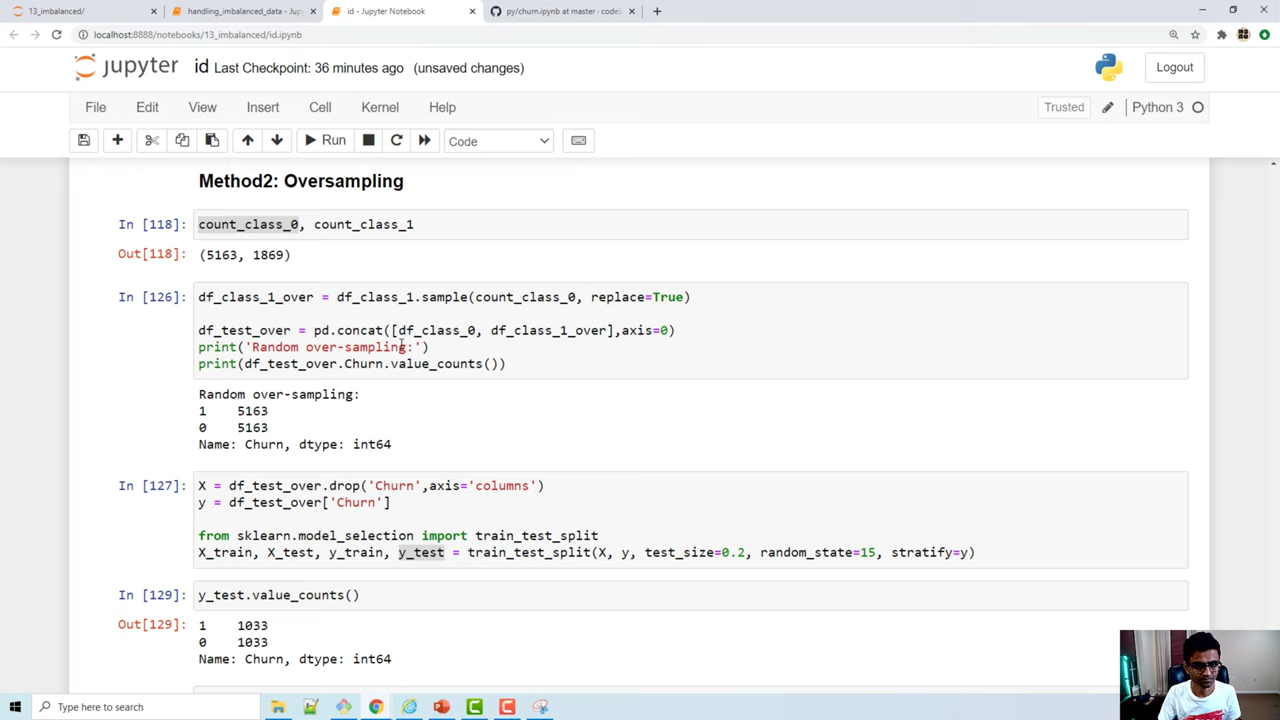 13_imbalanced/
handling_imbalanced_data - Jup
id - Jupyter Notebook
py/churn.ipynb at master · codeb
localhost:8888/notebooks/13_imbalanced/id.ipynb
jupyter id Last Checkpoint: 36 minutes ago (unsaved changes)
Logout
File Edit View Insert Cell Kernel Help
Trusted Python 3
Run Code
Method2: Oversampling
In [118]: count_class_0, count_class_1
Out[118]: (5163, 1869)
In [126]: df_class_1_over = df_class_1.sample(count_class_0, replace=True)
df_test_over = pd.concat([df_class_0, df_class_1_over],axis=0)
print('Random over-sampling:')
print(df_test_over.Churn.value_counts())
Random over-sampling:
1 5163
0 5163
Name: Churn, dtype: int64
In [127]: X = df_test_over.drop('Churn',axis='columns')
y = df_test_over['Churn']
from sklearn.model_selection import train_test_split
X_train, X_test, y_train, y_test = train_test_split(X, y, test_size=0.2, random_state=15, stratify=y)
In [129]: y_test.value_counts()
Out[129]: 1 1033
0 1033
Name: Churn, dtype: int64
Type here to search